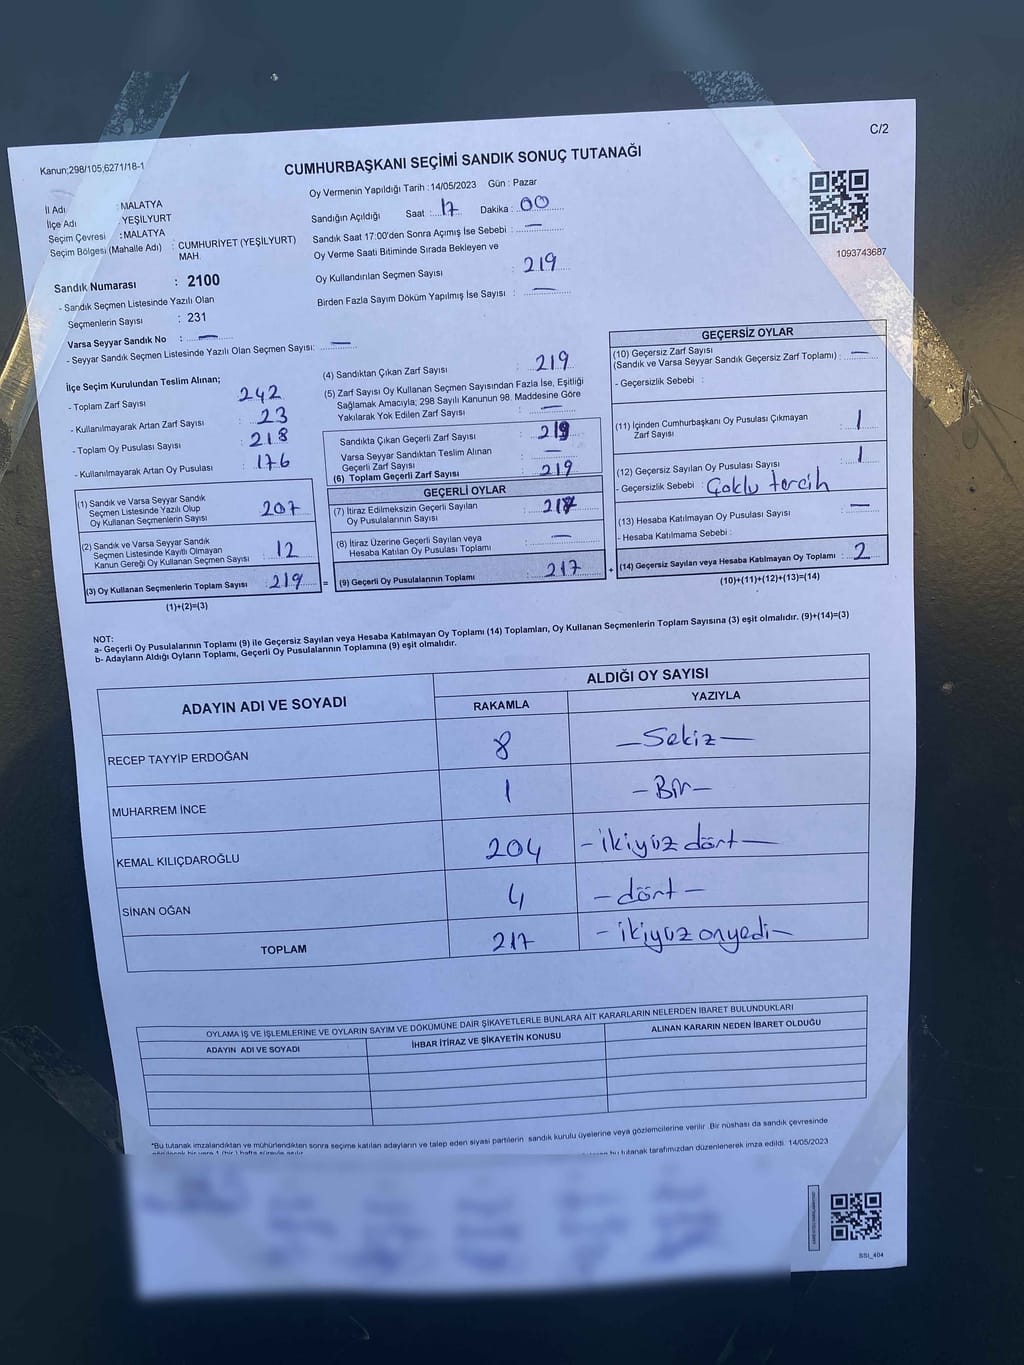 C/2
Kanun;298/105,6271/18-1
CUMHURBAŞKANI SEÇİMİ SANDIK SONUÇ TUTANAĞI
Oy Vermenin Yapıldığı Tarih : 14/05/2023 Gün : Pazar
İl Adı : MALATYA
İlçe Adı : YEŞİLYURT
Seçim Çevresi : MALATYA
Seçim Bölgesi (Mahalle Adı) : CUMHURİYET (YEŞİLYURT) MAH.
Sandık Numarası : 2100
- Sandık Seçmen Listesinde Yazılı Olan
Seçmenlerin Sayısı : 231
Varsa Seyyar Sandık No : —
- Seyyar Sandık Seçmen Listesinde Yazılı Olan Seçmen Sayısı: —
Sandığın Açıldığı Saat : 17 Dakika : 00
Sandık Saat 17:00'den Sonra Açımış İse Sebebi : —
Oy Verme Saati Bitiminde Sırada Bekleyen ve
Oy Kullandırılan Seçmen Sayısı : 219
Birden Fazla Sayım Döküm Yapılmış İse Sayısı : —
1093743687
İlçe Seçim Kurulundan Teslim Alınan;
- Toplam Zarf Sayısı : 242
- Kullanılmayarak Artan Zarf Sayısı : 23
- Toplam Oy Pusulası Sayısı : 218
- Kullanılmayarak Artan Oy Pusulası : 176
(1) Sandık ve Varsa Seyyar Sandık
Seçmen Listesinde Yazılı Olup
Oy Kullanan Seçmenlerin Sayısı : 207
(2) Sandık ve Varsa Seyyar Sandık
Seçmen Listesinde Kayıtlı Olmayan
Kanun Gereği Oy Kullanan Seçmen Sayısı : 12
(3) Oy Kullanan Seçmenlerin Toplam Sayısı : 219 =
(1)+(2)=(3)
(4) Sandıktan Çıkan Zarf Sayısı : 219
(5) Zarf Sayısı Oy Kullanan Seçmen Sayısından Fazla İse, Eşitliği
Sağlamak Amacıyla; 298 Sayılı Kanunun 98. Maddesine Göre
Yakılarak Yok Edilen Zarf Sayısı : —
Sandıkta Çıkan Geçerli Zarf Sayısı : 219
Varsa Seyyar Sandıktan Teslim Alınan
Geçerli Zarf Sayısı : —
(6) Toplam Geçerli Zarf Sayısı : 219
GEÇERLİ OYLAR
(7) İtiraz Edilmeksizin Geçerli Sayılan
Oy Pusulalarının Sayısı : 217
(8) İtiraz Üzerine Geçerli Sayılan veya
Hesaba Katılan Oy Pusulası Toplamı : —
(9) Geçerli Oy Pusulalarının Toplamı : 217 +
GEÇERSİZ OYLAR
(10) Geçersiz Zarf Sayısı
(Sandık ve Varsa Seyyar Sandık Geçersiz Zarf Toplamı) : —
- Geçersizlik Sebebi :
(11) İçinden Cumhurbaşkanı Oy Pusulası Çıkmayan
Zarf Sayısı : 1
(12) Geçersiz Sayılan Oy Pusulası Sayısı : 1
- Geçersizlik Sebebi : Çoklu tercih
(13) Hesaba Katılmayan Oy Pusulası Sayısı : —
- Hesaba Katılmama Sebebi :
(14) Geçersiz Sayılan veya Hesaba Katılmayan Oy Toplamı : 2
(10)+(11)+(12)+(13)=(14)
NOT:
a- Geçerli Oy Pusulalarının Toplamı (9) ile Geçersiz Sayılan veya Hesaba Katılmayan Oy Toplamı (14) Toplamları, Oy Kullanan Seçmenlerin Toplam Sayısına (3) eşit olmalıdır. (9)+(14)=(3)
b- Adayların Aldığı Oyların Toplamı, Geçerli Oy Pusulalarının Toplamına (9) eşit olmalıdır.
ADAYIN ADI VE SOYADI
ALDIĞI OY SAYISI
RAKAMLA YAZIYLA
RECEP TAYYİP ERDOĞAN 8 —Sekiz—
MUHARREM İNCE 1 —Bir—
KEMAL KILIÇDAROĞLU 204 —ikiyüz dört—
SİNAN OĞAN 4 —dört—
TOPLAM 217 —ikiyüz onyedi—
OYLAMA İŞ VE İŞLEMLERİNE VE OYLARIN SAYIM VE DÖKÜMÜNE DAİR ŞİKAYETLERLE BUNLARA AİT KARARLARIN NELERDEN İBARET BULUNDUKLARI
ADAYIN ADI VE SOYADI İHBAR İTİRAZ VE ŞİKAYETİN KONUSU ALINAN KARARIN NEDEN İBARET OLDUĞU
"Bu tutanak imzalandıktan ve mühürlendikten sonra seçime katılan adayların ve talep eden siyasi partilerin sandık kurulu üyelerine veya gözlemcilerine verilir .Bir nüshası da sandık çevresinde
bu tutanak tarafımızdan düzenlenerek imza edildi. 14/05/2023
SSI_404